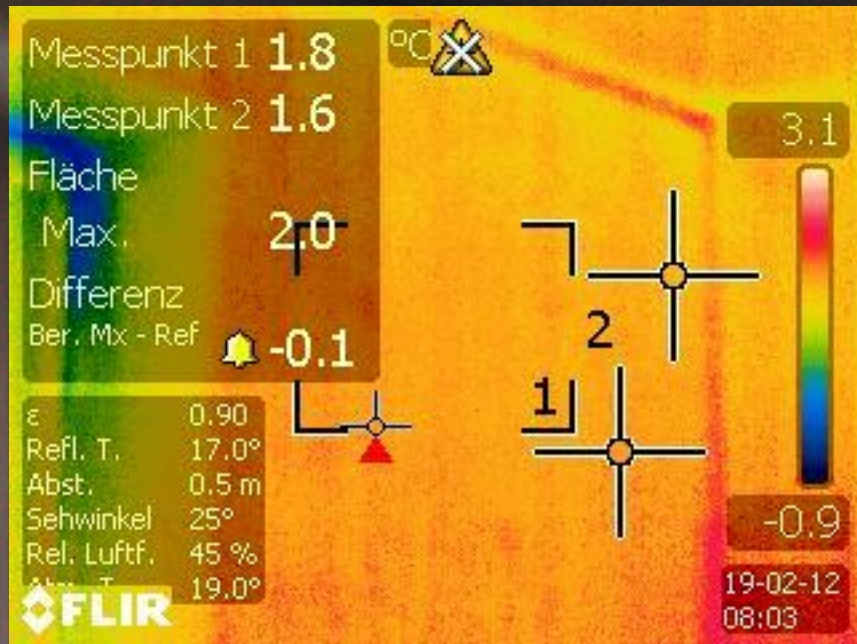 Messpunkt 1 1.8 °C
Messpunkt 2 1.6
Fläche
Max. 2.0
Differenz
Ber. Mx - Ref -0.1
3.1
2
1
ε 0.90
Refl. T. 17.0°
Abst. 0.5 m
Sehwinkel 25°
Rel. Luftf. 45 %
19.0°
-0.9
19-02-12
08:03
FLIR